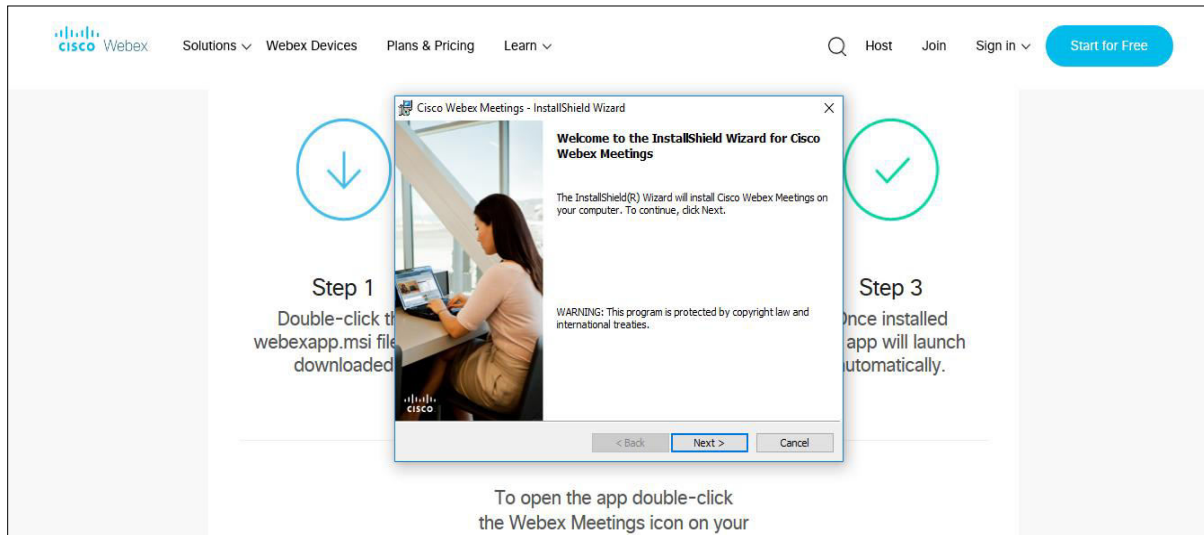 CISCO Webex
Solutions Webex Devices Plans & Pricing Learn Host Join Sign in Start for Free
Cisco Webex Meetings - InstallShield Wizard
Welcome to the InstallShield Wizard for Cisco
Webex Meetings
The InstallShield(R) Wizard will install Cisco Webex Meetings on
your computer. To continue, click Next.
WARNING: This program is protected by copyright law and
international treaties.
CISCO
< Back Next > Cancel
Step 1
Double-click
webexapp.msi
downloaded
Step 3
installed
app will launch
To open the app double-click
the Webex Meetings icon on your